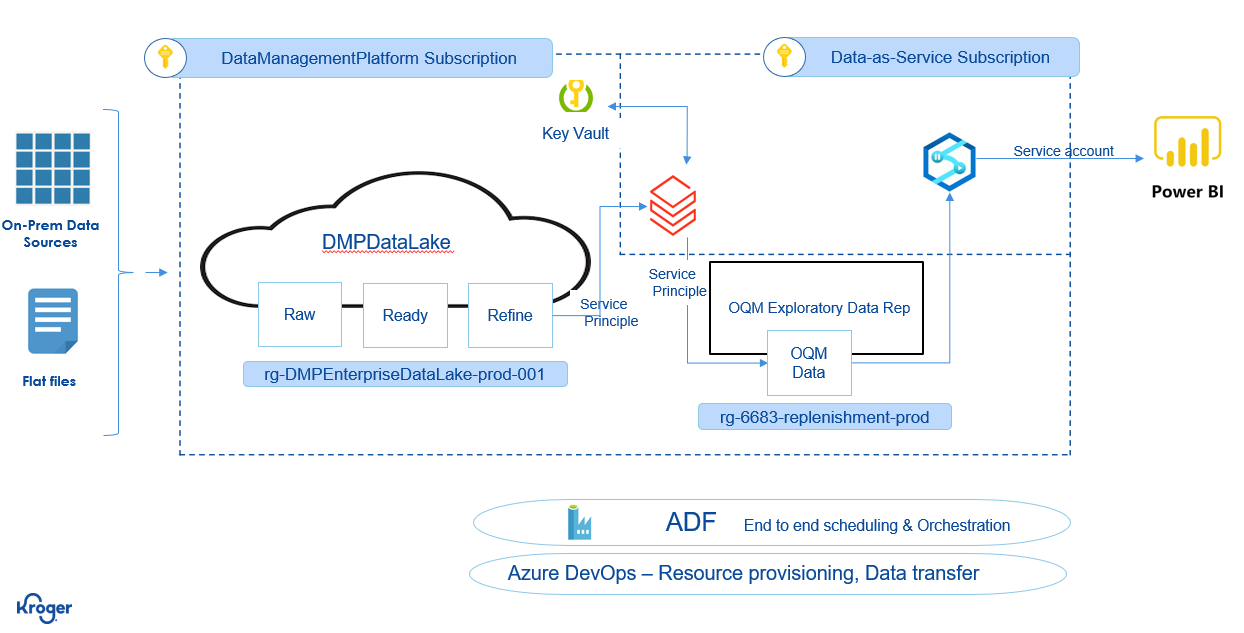 DataManagementPlatform Subscription
Data-as-Service Subscription
Key Vault
Service account
Power BI
On-Prem Data
Sources
DMPDataLake
Service
Principle
Service
Principle
OQM Exploratory Data Rep
Raw
Ready
Refine
OQM
Data
Flat files
rg-DMPEnterpriseDataLake-prod-001
rg-6683-replenishment-prod
ADF End to end scheduling & Orchestration
Azure DevOps – Resource provisioning, Data transfer
Kroger